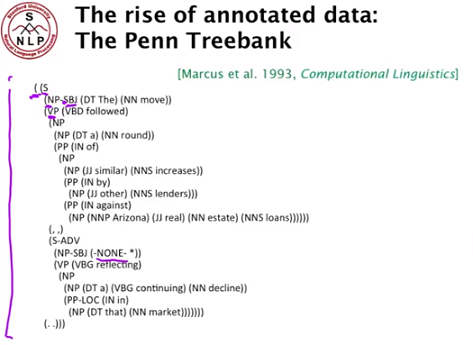 Stanford University
S
NLP
Natural Language Processing
The rise of annotated data:
The Penn Treebank
[Marcus et al. 1993, Computational Linguistics]
( (S
(NP-SBJ (DT The) (NN move))
(VP (VBD followed)
(NP
(NP (DT a) (NN round))
(PP (IN of)
(NP
(NP (JJ similar) (NNS increases))
(PP (IN by)
(NP (JJ other) (NNS lenders)))
(PP (IN against)
(NP (NNP Arizona) (JJ real) (NN estate) (NNS loans))))))
(, ,)
(S-ADV
(NP-SBJ (-NONE- *))
(VP (VBG reflecting)
(NP
(NP (DT a) (VBG continuing) (NN decline))
(PP-LOC (IN in)
(NP (DT that) (NN market)))))))
(. .)))